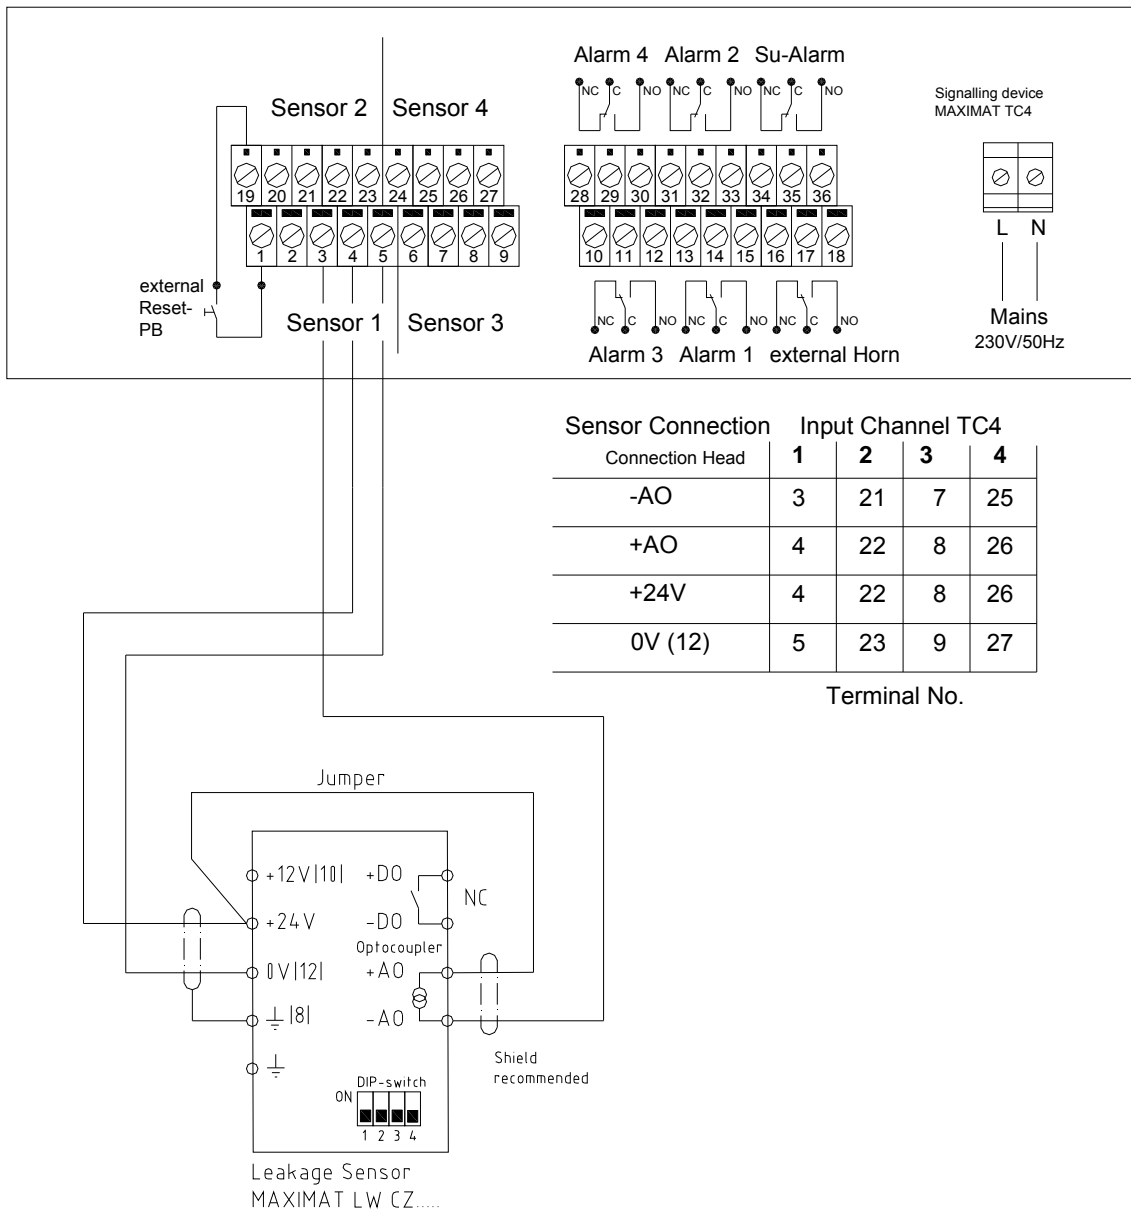 Alarm 4 Alarm 2 Su-Alarm
NC C NO NC C NO NC C NO
Signalling device
MAXIMAT TC4
Sensor 2 Sensor 4
19 20 21 22 23 24 25 26 27
28 29 30 31 32 33 34 35 36
1 2 3 4 5 6 7 8 9
10 11 12 13 14 15 16 17 18
L N
external
Reset-
PB
Sensor 1 Sensor 3
NC C NO NC C NO NC C NO
Alarm 3 Alarm 1 external Horn
Mains
230V/50Hz
Sensor Connection Input Channel TC4
Connection Head 1 2 3 4
-AO 3 21 7 25
+AO 4 22 8 26
+24V 4 22 8 26
0V (12) 5 23 9 27
Terminal No.
Jumper
+12V|10| +DO
NC
+24V -DO
Optocoupler
0V|12| +AO
|8| -AO
Shield
recommended
DIP-switch
ON
1 2 3 4
Leakage Sensor
MAXIMAT LW CZ.....